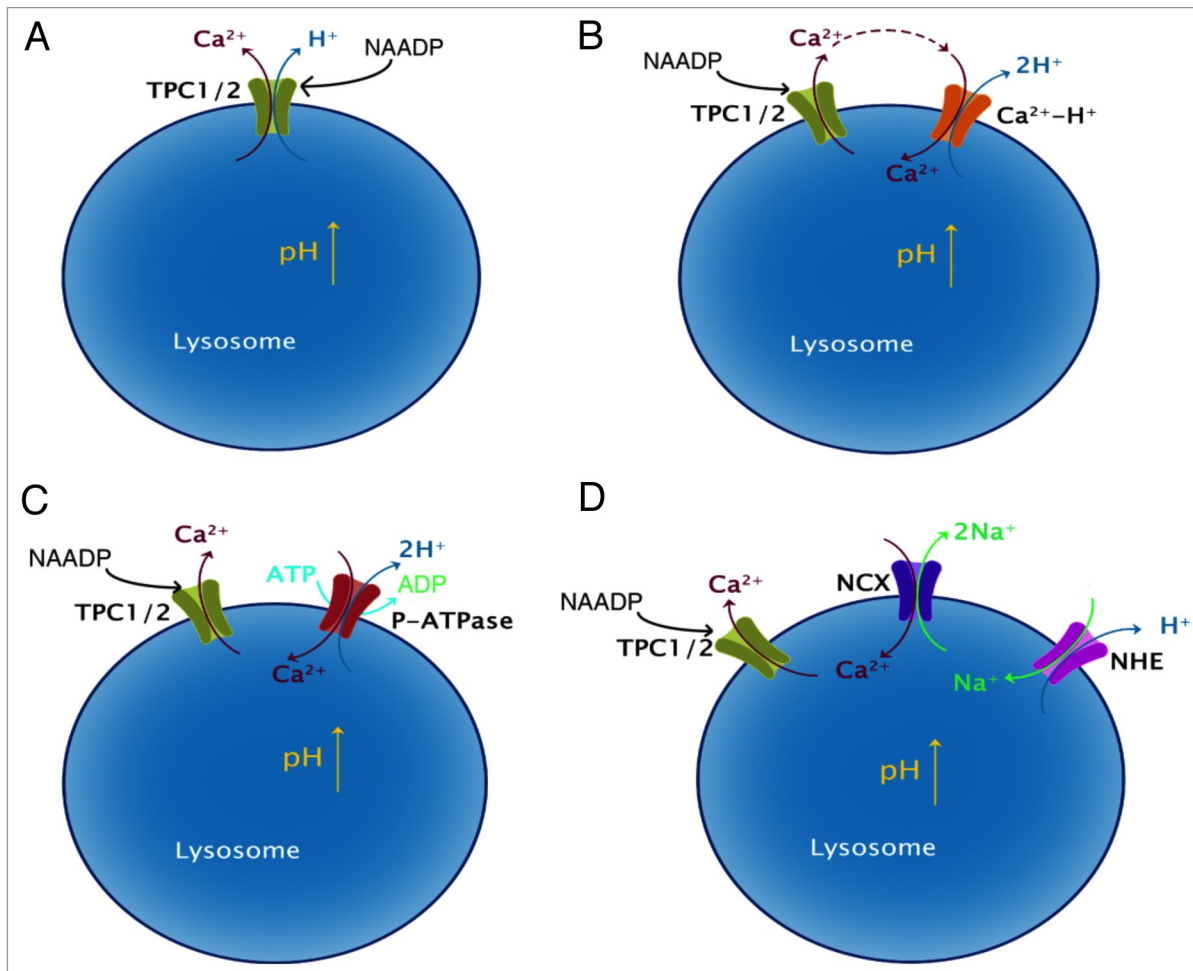 A
Ca²⁺
H⁺
NAADP
TPC1/2
pH
Lysosome
B
Ca²⁺
NAADP
TPC1/2
2H⁺
Ca²⁺–H⁺
Ca²⁺
pH
Lysosome
C
Ca²⁺
NAADP
TPC1/2
ATP
2H⁺
ADP
P-ATPase
Ca²⁺
pH
Lysosome
D
2Na⁺
NCX
Ca²⁺
NAADP
TPC1/2
Ca²⁺
H⁺
NHE
Na⁺
pH
Lysosome